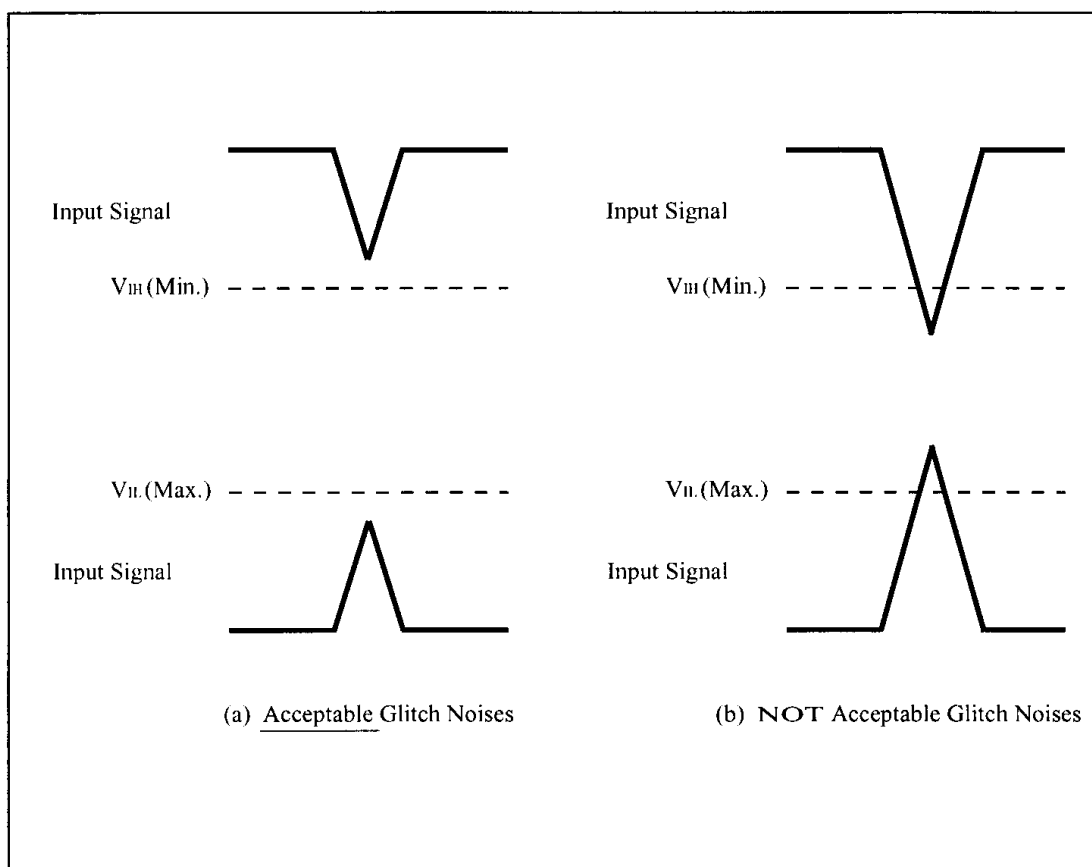 Input Signal
VIH (Min.)
VIL (Max.)
Input Signal
(a) Acceptable Glitch Noises
Input Signal
VIH (Min.)
VIL (Max.)
Input Signal
(b) NOT Acceptable Glitch Noises